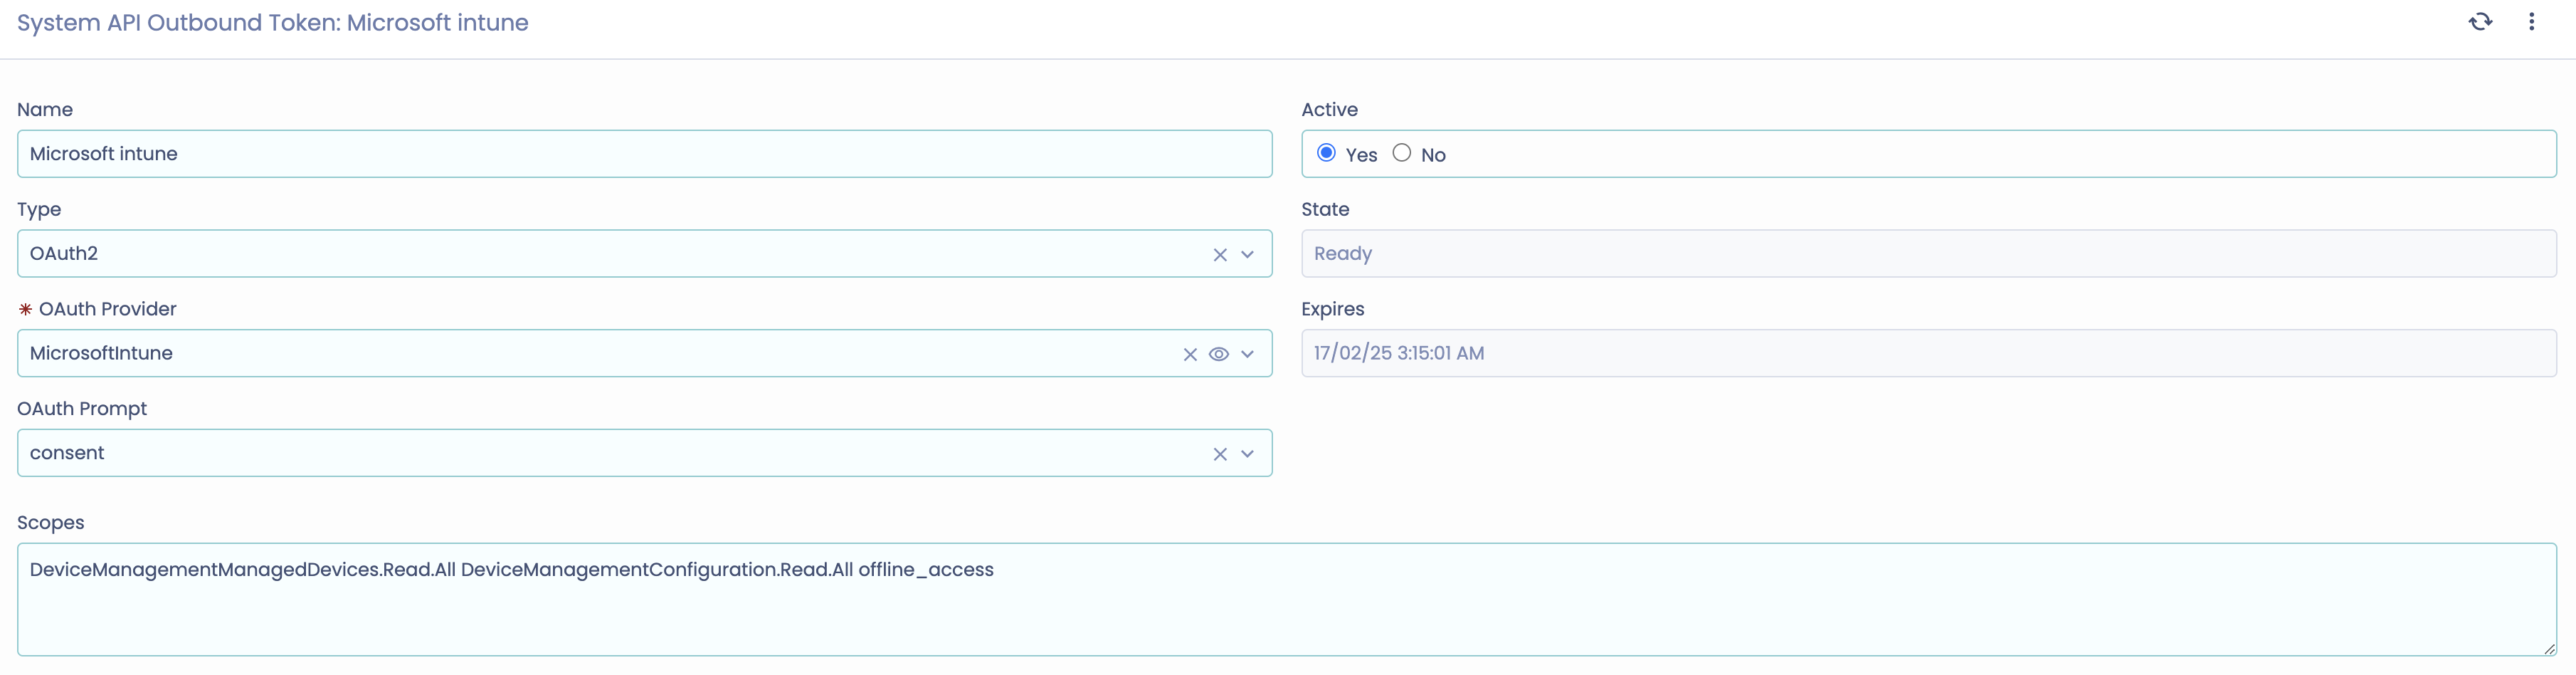 System API Outbound Token: Microsoft intune
Name
Microsoft intune
Active
Yes No
Type
OAuth2
State
Ready
* OAuth Provider
MicrosoftIntune
Expires
17/02/25 3:15:01 AM
OAuth Prompt
consent
Scopes
DeviceManagementManagedDevices.Read.All DeviceManagementConfiguration.Read.All offline_access